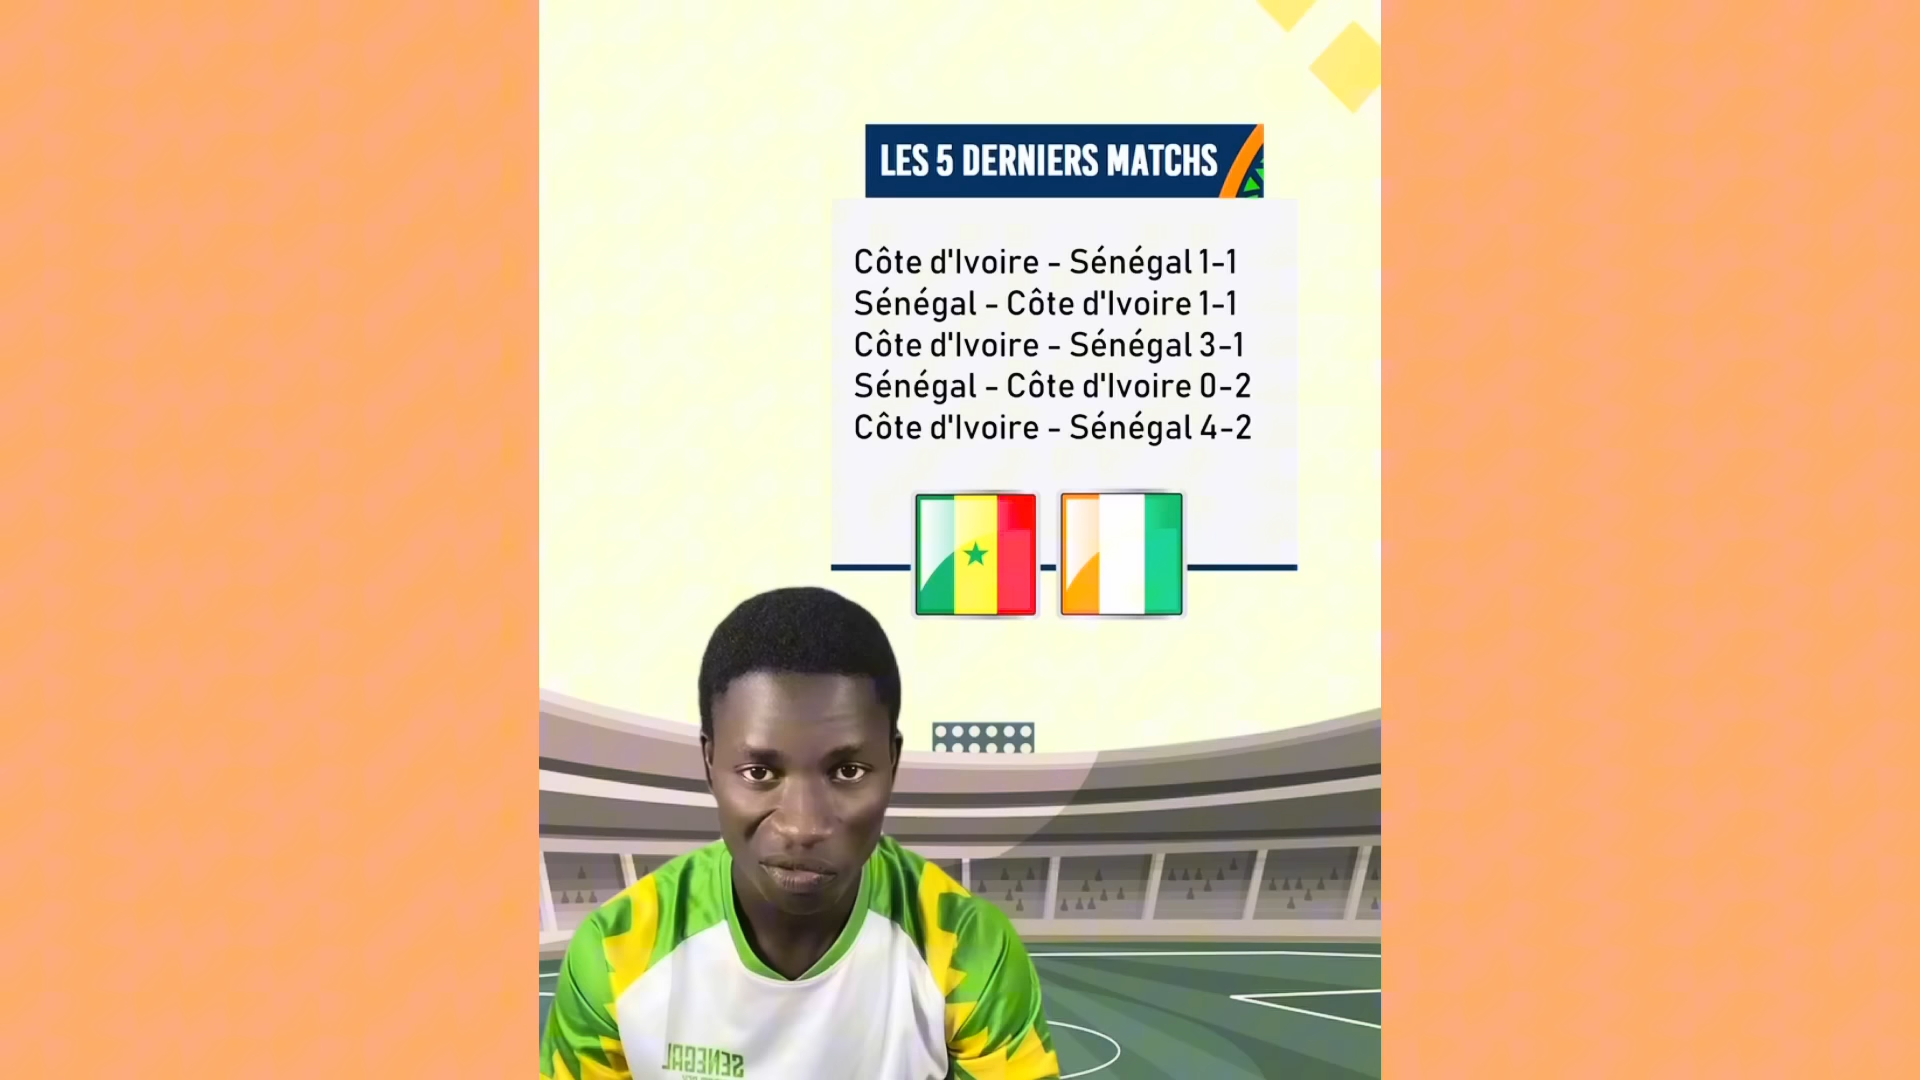 LES 5 DERNIERS MATCHS
Côte d'Ivoire - Sénégal 1-1
Sénégal - Côte d'Ivoire 1-1
Côte d'Ivoire - Sénégal 3-1
Sénégal - Côte d'Ivoire 0-2
Côte d'Ivoire - Sénégal 4-2
SENEGAL